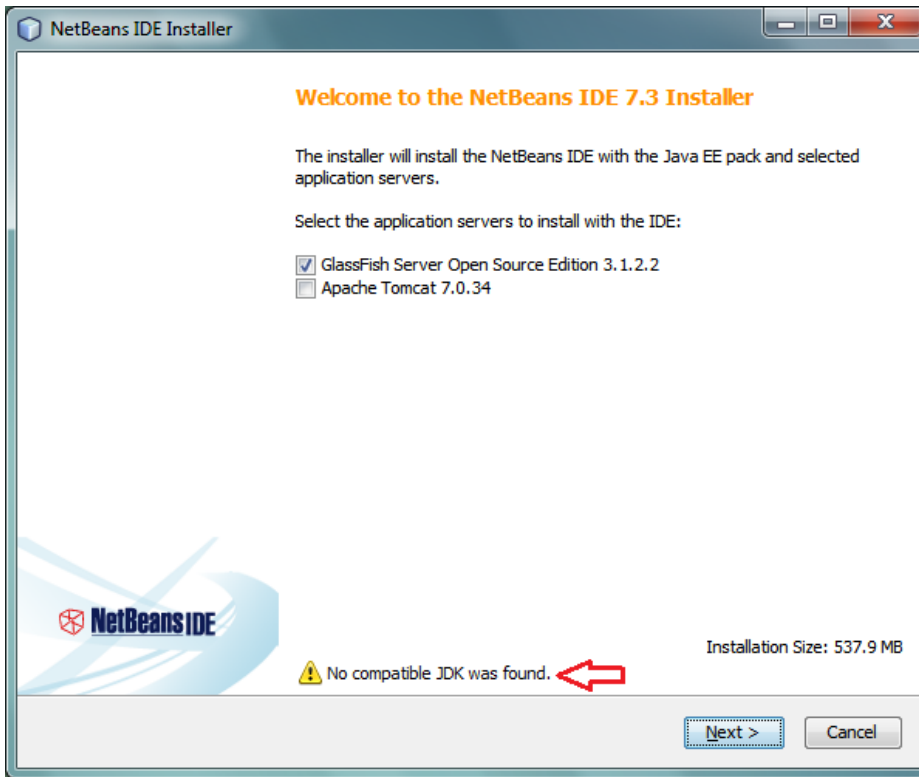 NetBeans IDE Installer
Welcome to the NetBeans IDE 7.3 Installer
The installer will install the NetBeans IDE with the Java EE pack and selected
application servers.
Select the application servers to install with the IDE:
GlassFish Server Open Source Edition 3.1.2.2
Apache Tomcat 7.0.34
NetBeans IDE
Installation Size: 537.9 MB
No compatible JDK was found.
Next >
Cancel